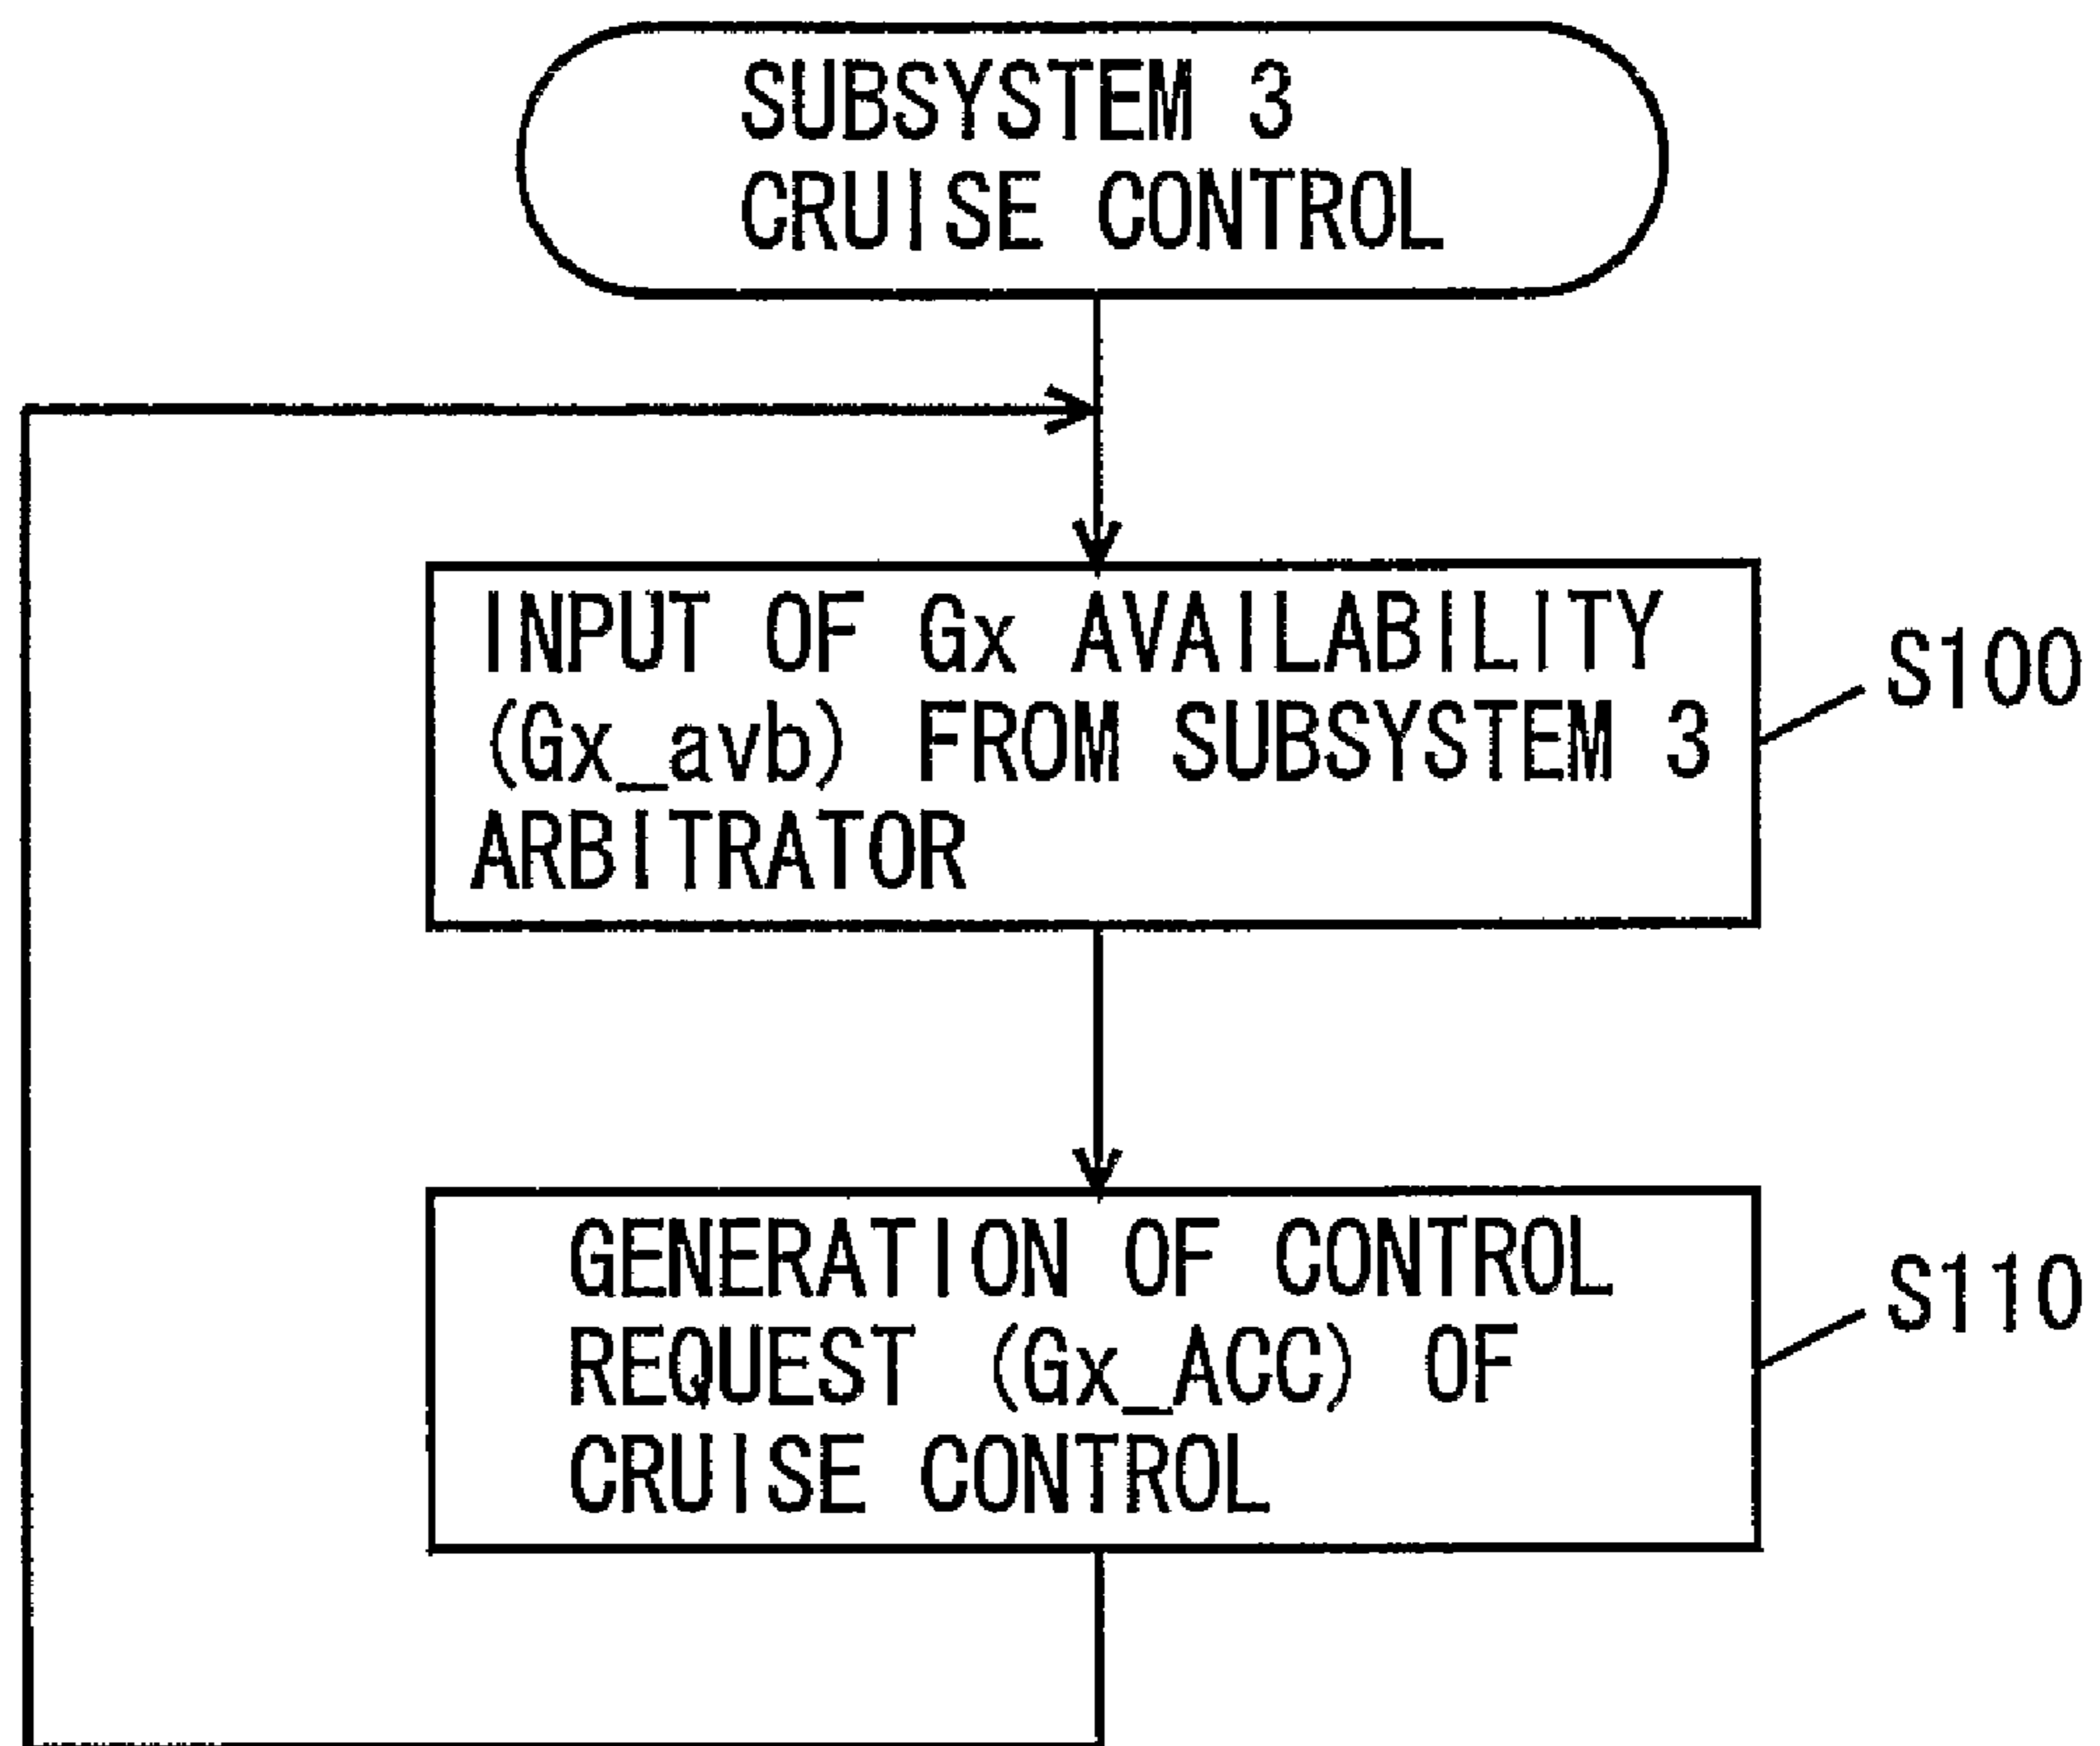 SUBSYSTEM 3
CRUISE CONTROL
INPUT OF Gx AVAILABILITY
(Gx_avb) FROM SUBSYSTEM 3
ARBITRATOR
S100
GENERATION OF CONTROL
REQUEST (Gx_ACC) OF
CRUISE CONTROL
S110